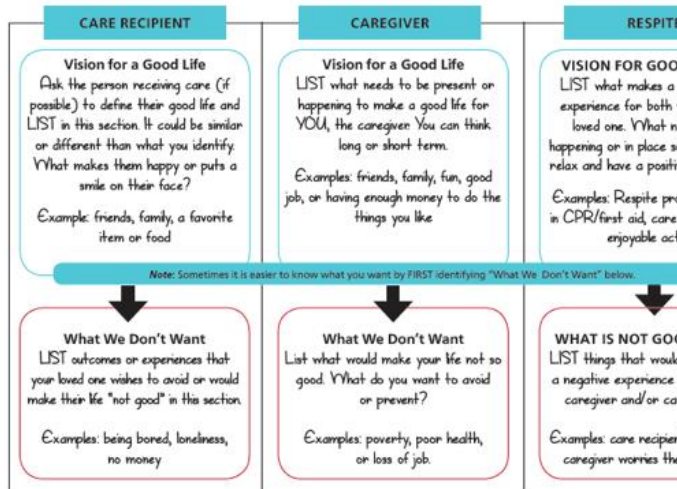 CARE RECIPIENT
Vision for a Good Life
Ask the person receiving care (if
possible) to define their good life and
LIST in this section. It could be similar
or different than what you identify.
What makes them happy or puts a
smile on their face?
Example: friends, family, a favorite
item or food
CAREGIVER
Vision for a Good Life
LIST what needs to be present or
happening to make a good life for
YOU, the caregiver. You can think
long or short term.
Examples: friends, family, fun, good
job, or having enough money to do the
things you like
RESPITE
VISION FOR GOO
LIST what makes a
experience for both
loved one. What n
happening or in place so
relax and have a positi
Examples: Respite pro
in CPR/first aid, care
enjoyable act
Note: Sometimes it is easier to know what you want by FIRST identifying "What We Don't Want" below.
What We Don't Want
LIST outcomes or experiences that
your loved one wishes to avoid or would
make their life "not good" in this section.
Examples: being bored, loneliness,
no money
What We Don't Want
List what would make your life not so
good. What do you want to avoid
or prevent?
Examples: poverty, poor health,
or loss of job.
WHAT IS NOT GOO
LIST things that would
a negative experience
caregiver and/or ca
Examples: care recipien
caregiver worries the